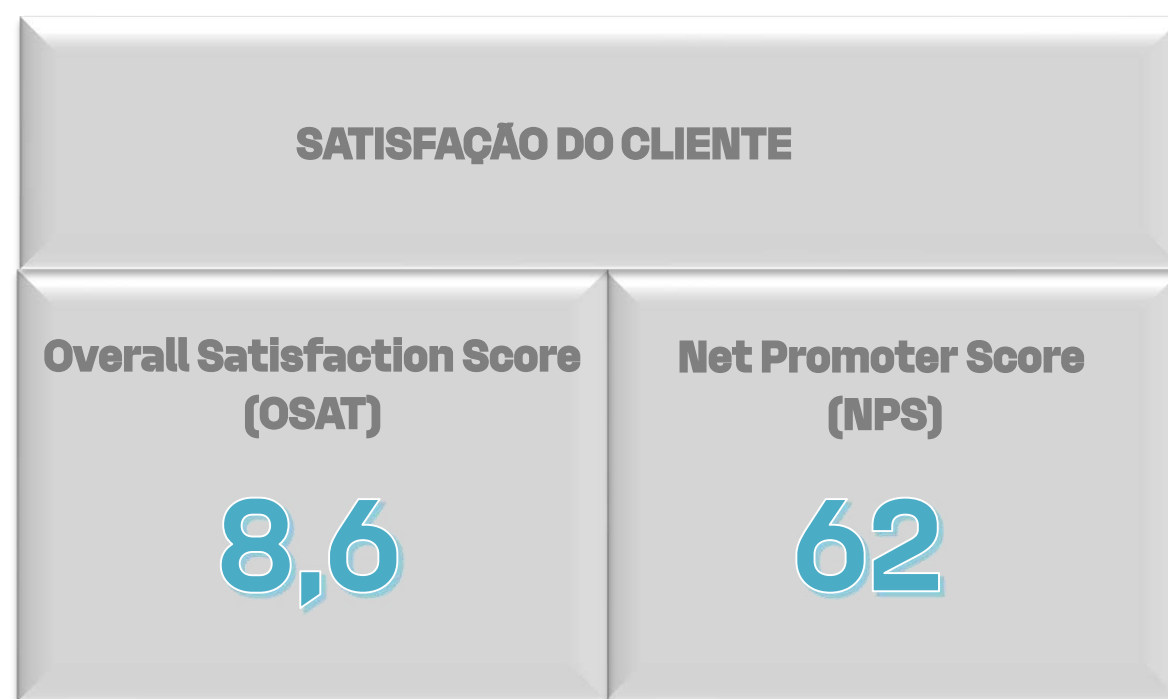 SATISFAÇÃO DO CLIENTE
Overall Satisfaction Score
(OSAT)
8,6
Net Promoter Score
(NPS)
62